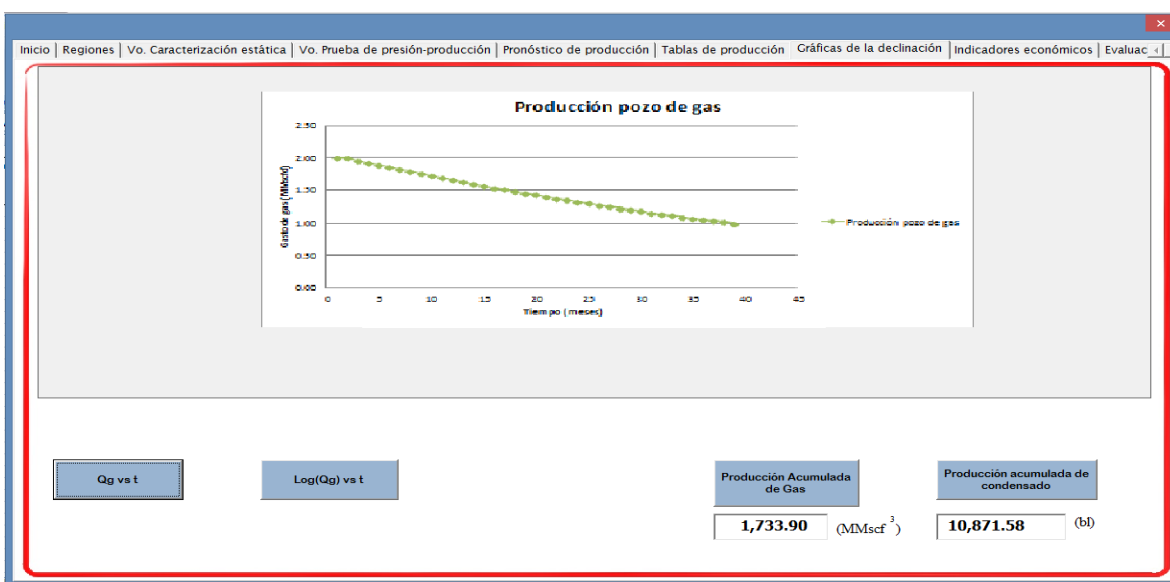 Inicio | Regiones | Vo. Caracterización estática | Vo. Prueba de presión-producción | Pronóstico de producción | Tablas de producción | Gráficas de la declinación | Indicadores económicos | Evaluac
Producción pozo de gas
2.50
2.00
1.50
1.00
0.50
0.00
Gasto de gas (MMscfd)
0 5 10 15 20 25 30 35 40 45
Tiempo (meses)
Producción pozo de gas
Qg vs t
Log(Qg) vs t
Producción Acumulada
de Gas
Producción acumulada de
condensado
1,733.90 (MMscf³)
10,871.58 (bl)